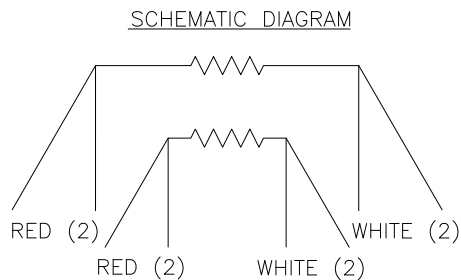 SCHEMATIC DIAGRAM
RED (2)
WHITE (2)
RED (2)
WHITE (2)